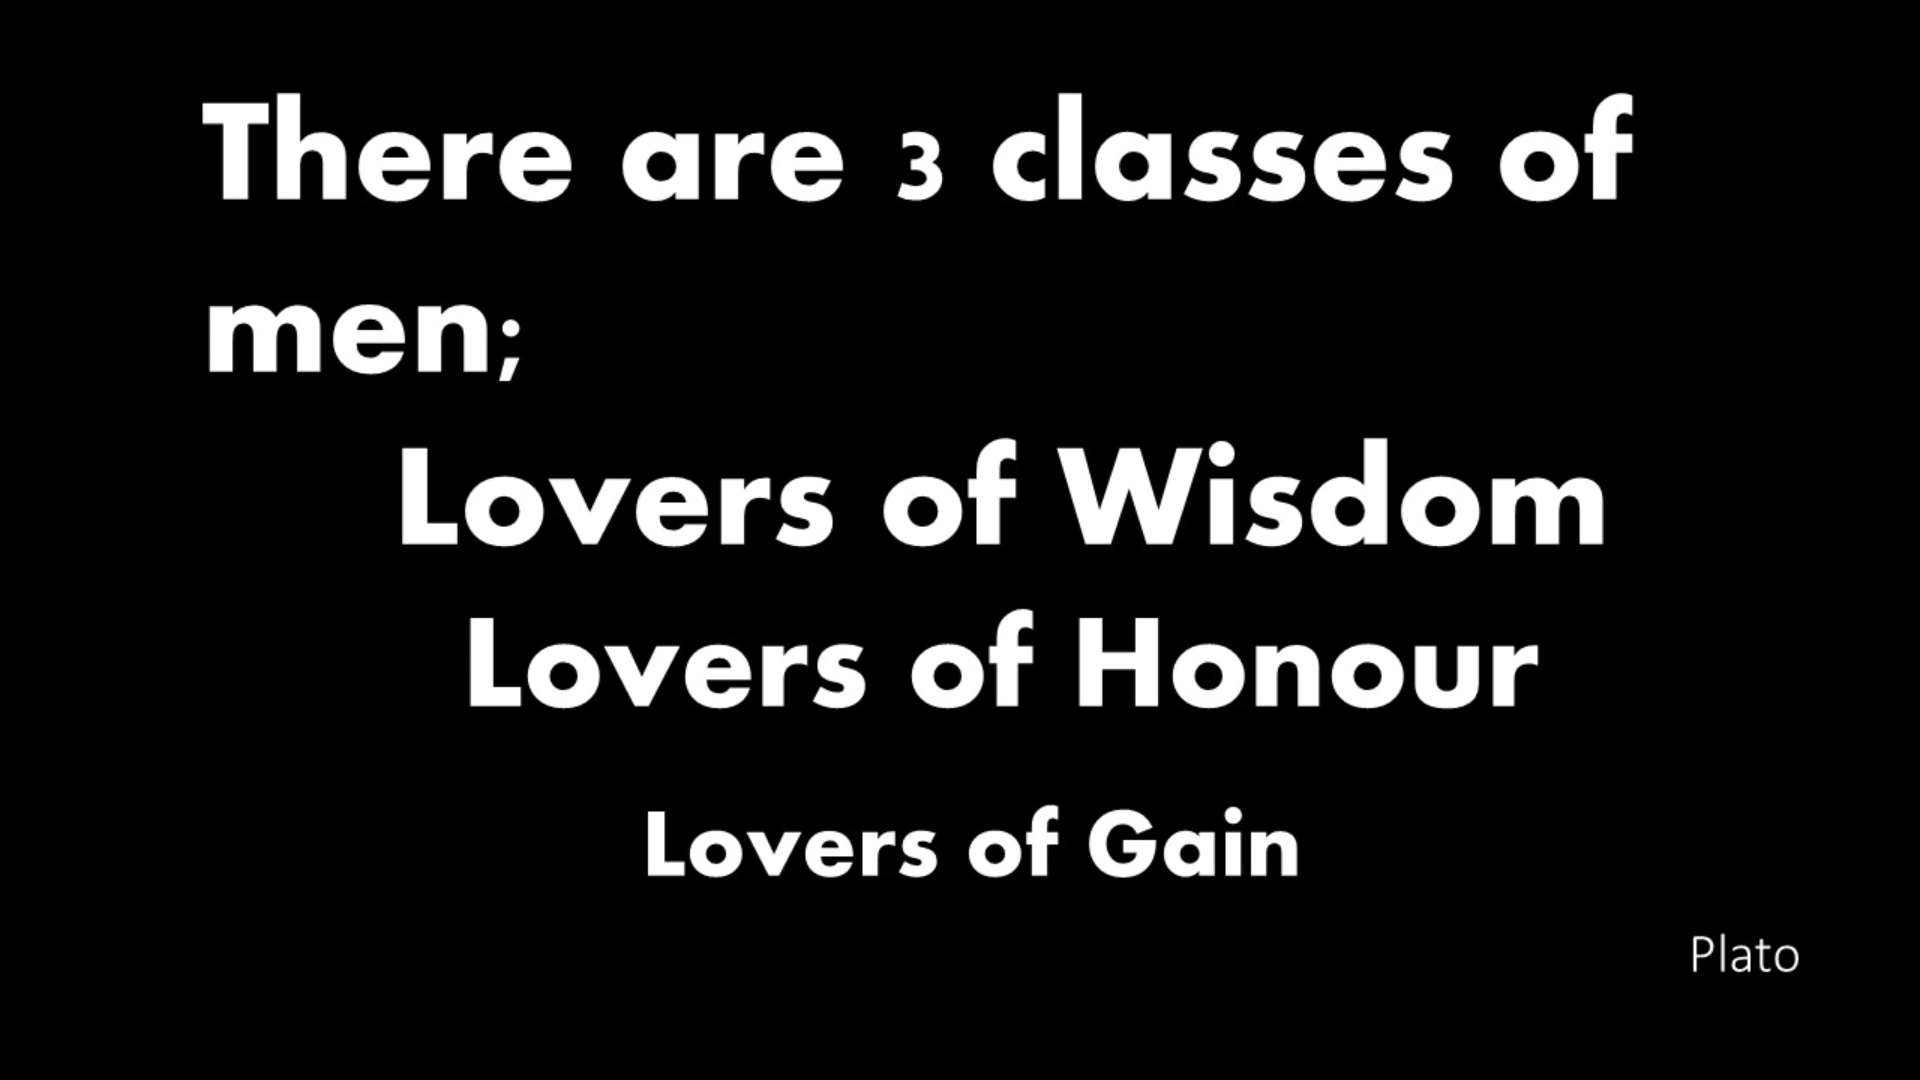 There are 3 classes of
men;
Lovers of Wisdom
Lovers of Honour
Lovers of Gain
Plato